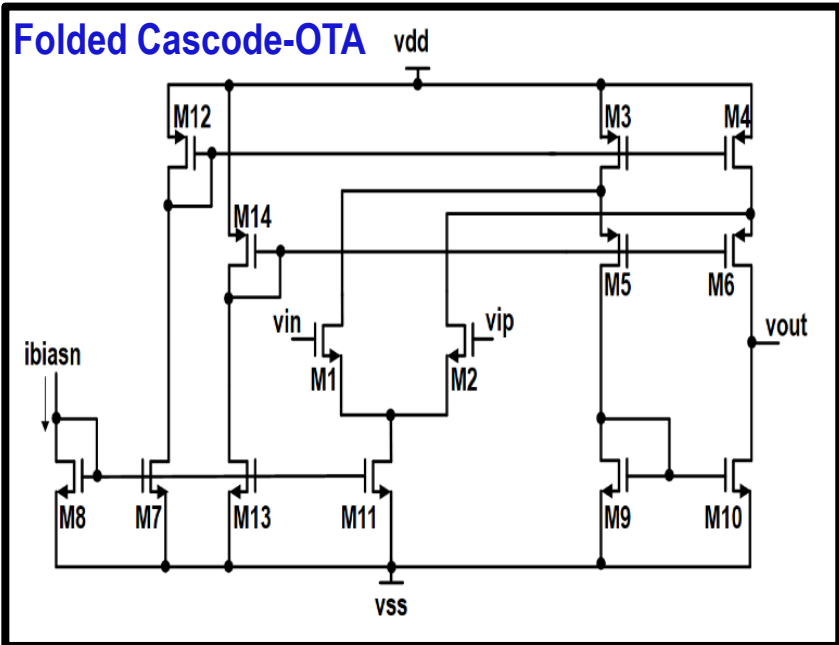 Folded Cascode-OTA
vdd
M12
M3
M4
M14
M5
M6
vin
vip
vout
M1
M2
ibiasn
M8
M7
M13
M11
M9
M10
vss